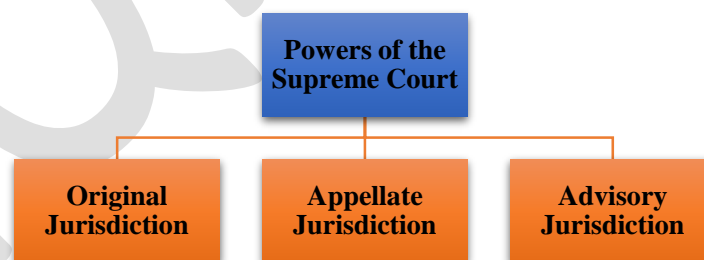 Powers of the
Supreme Court
Original
Jurisdiction
Appellate
Jurisdiction
Advisory
Jurisdiction